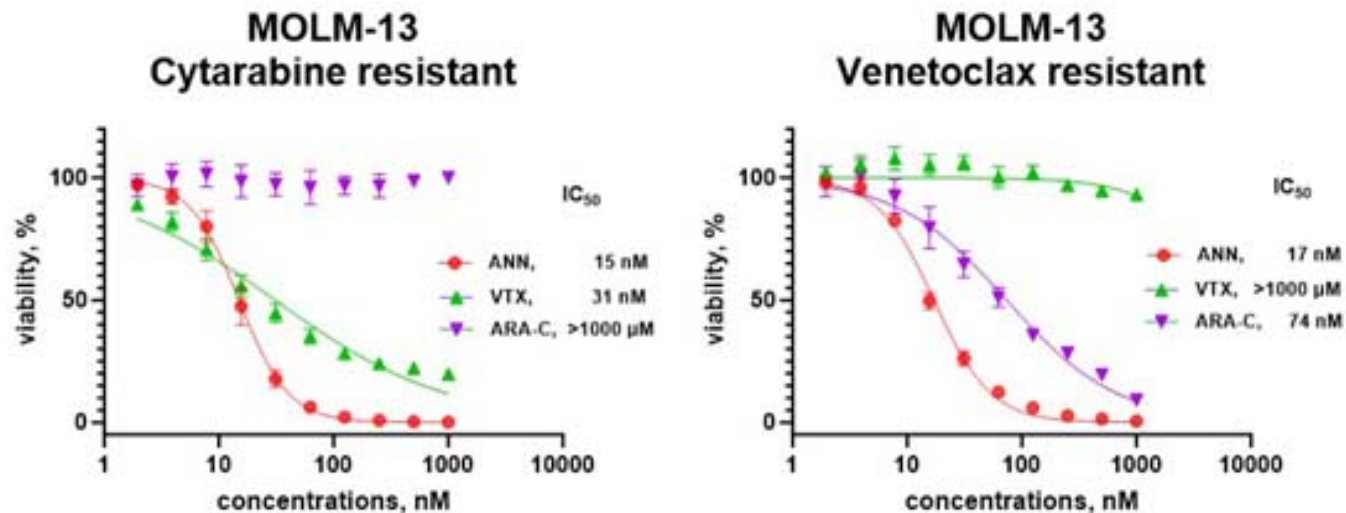 MOLM-13
Cytarabine resistant
100
50
0
viability, %
1 10 100 1000 10000
concentrations, nM
IC₅₀
ANN, 15 nM
VTX, 31 nM
ARA-C, >1000 μM
MOLM-13
Venetoclax resistant
100
50
0
viability, %
1 10 100 1000 10000
concentrations, nM
IC₅₀
ANN, 17 nM
VTX, >1000 μM
ARA-C, 74 nM